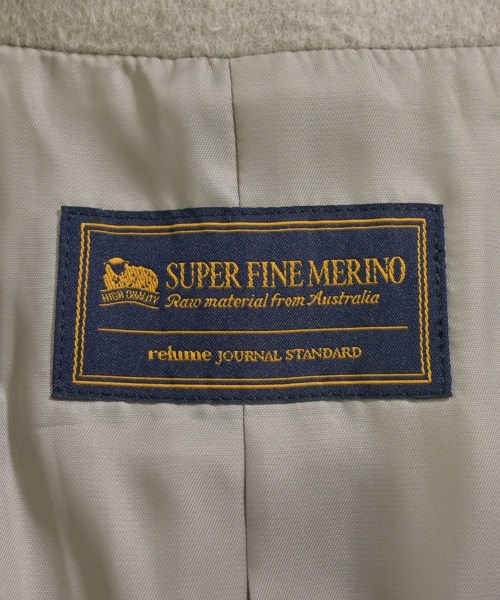 SUPER FINE MERINO
HIGH QUALITY
Raw material from Australia
relume JOURNAL STANDARD